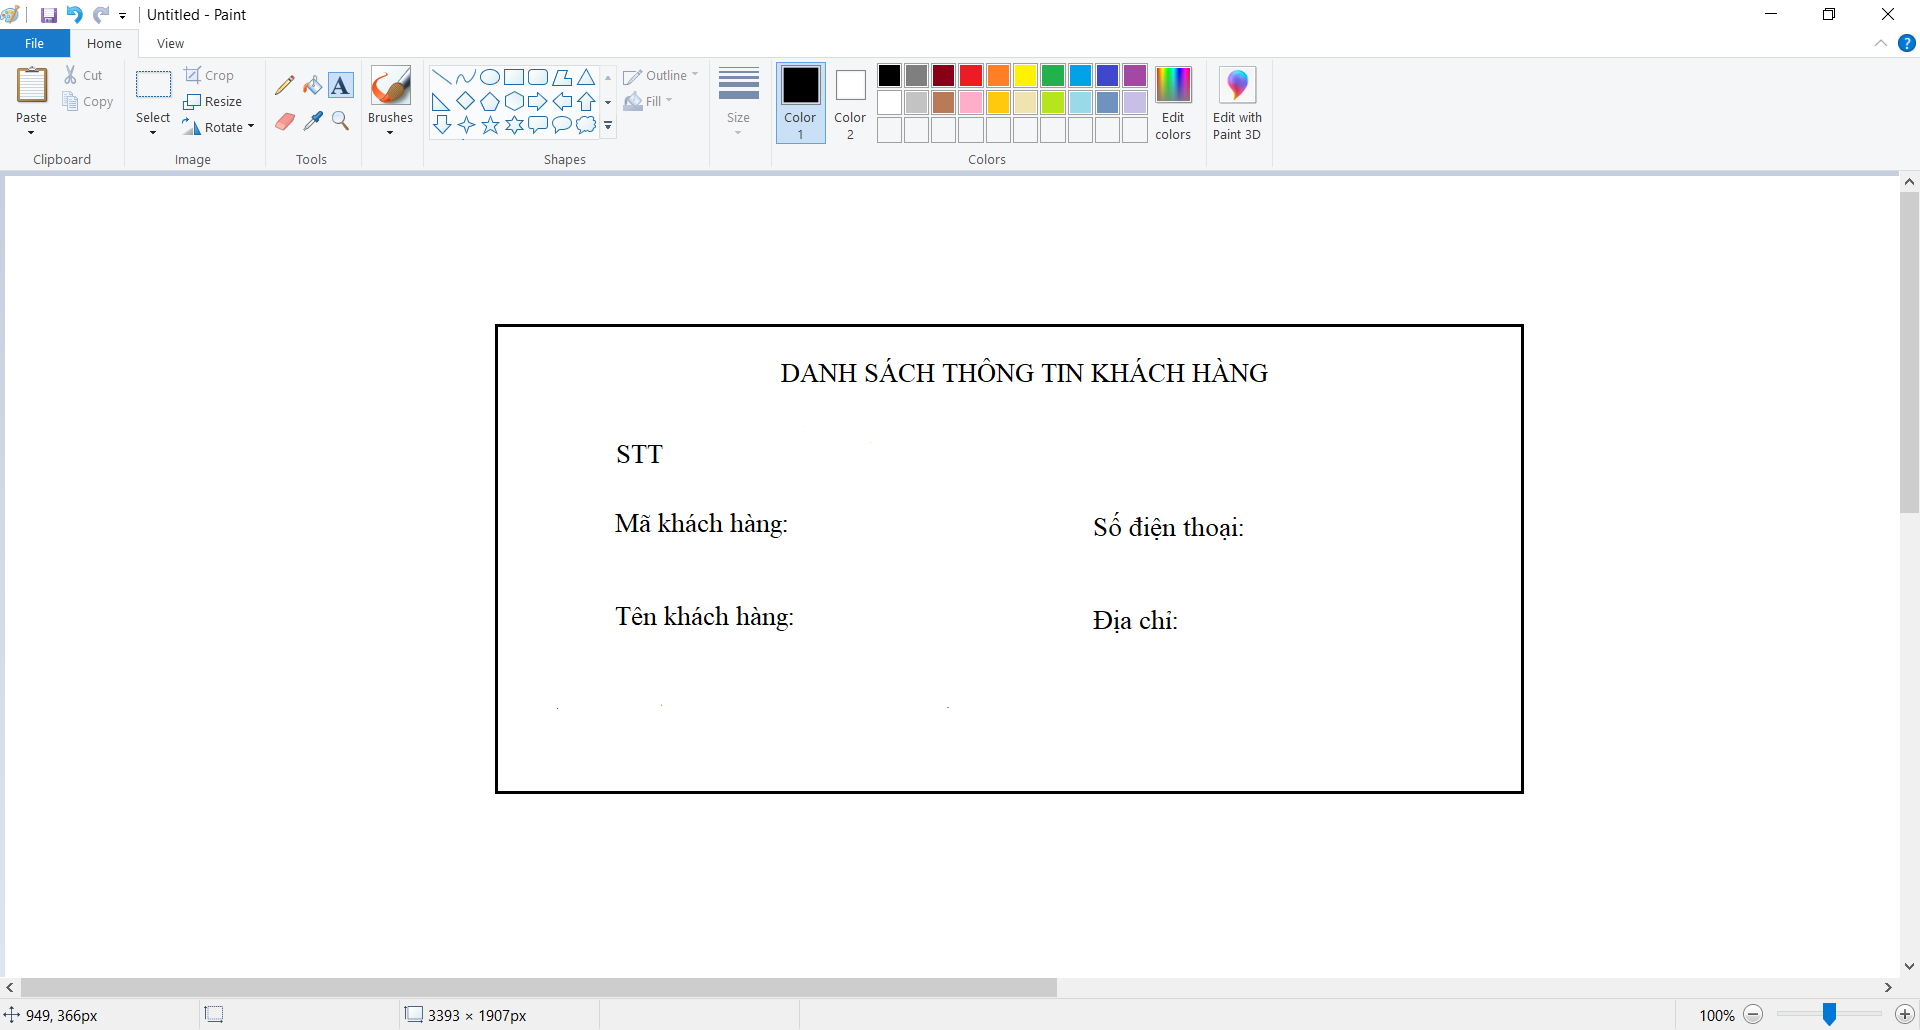 Untitled - Paint
File Home View
Paste
Cut
Copy
Clipboard
Select
Crop
Resize
Rotate
Image
A
Tools
Brushes
Shapes
Outline
Fill
Size
Color 1
Color 2
Colors
Edit colors
Edit with Paint 3D
DANH SÁCH THÔNG TIN KHÁCH HÀNG
STT
Mã khách hàng: Số điện thoại:
Tên khách hàng: Địa chỉ:
949, 366px 3393 × 1907px 100%